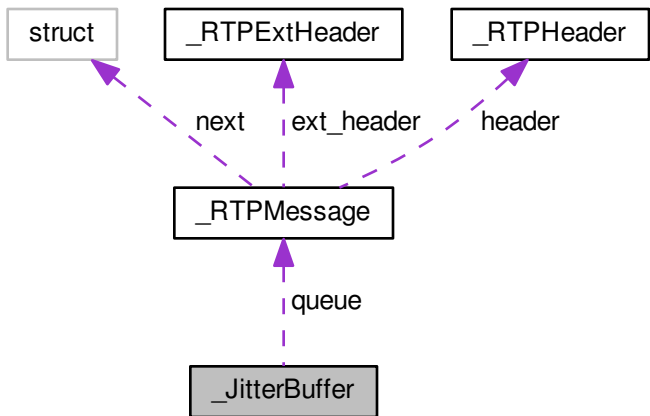 struct
_RTPExtHeader
_RTPHeader
next
ext_header
header
_RTPMessage
queue
_JitterBuffer